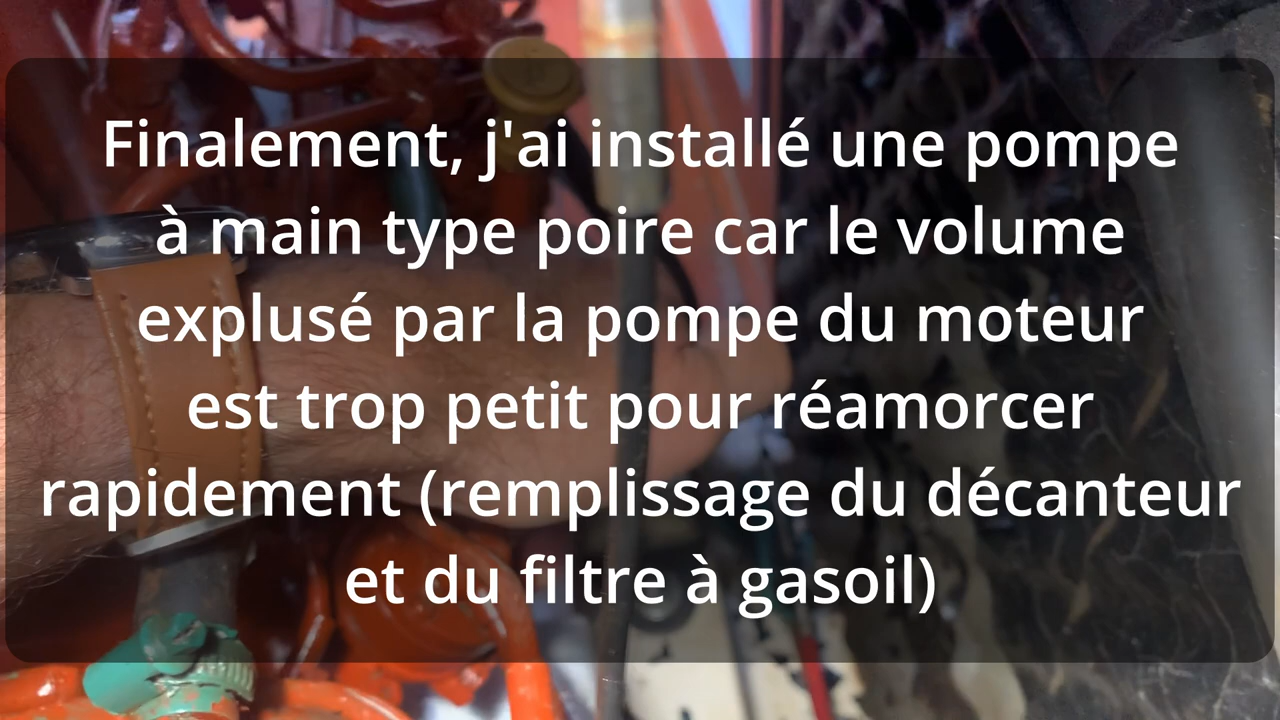 Finalement, j'ai installé une pompe
à main type poire car le volume
explusé par la pompe du moteur
est trop petit pour réamorcer
rapidement (remplissage du décanteur
et du filtre à gasoil)